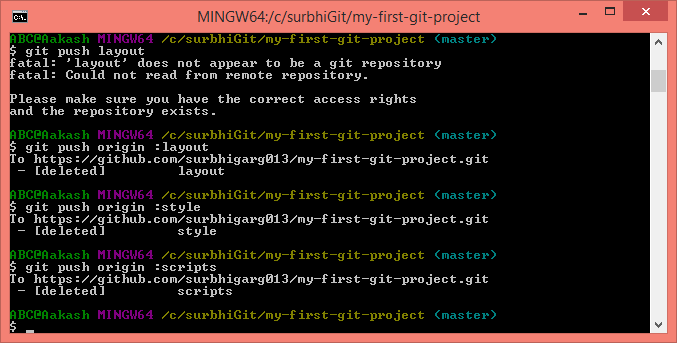 MINGW64:/c/surbhiGit/my-first-git-project
ABC@Aakash MINGW64 /c/surbhiGit/my-first-git-project (master)
$ git push layout
fatal: 'layout' does not appear to be a git repository
fatal: Could not read from remote repository.
Please make sure you have the correct access rights
and the repository exists.
ABC@Aakash MINGW64 /c/surbhiGit/my-first-git-project (master)
$ git push origin :layout
To https://github.com/surbhigarg013/my-first-git-project.git
- [deleted] layout
ABC@Aakash MINGW64 /c/surbhiGit/my-first-git-project (master)
$ git push origin :style
To https://github.com/surbhigarg013/my-first-git-project.git
- [deleted] style
ABC@Aakash MINGW64 /c/surbhiGit/my-first-git-project (master)
$ git push origin :scripts
To https://github.com/surbhigarg013/my-first-git-project.git
- [deleted] scripts
ABC@Aakash MINGW64 /c/surbhiGit/my-first-git-project (master)
$